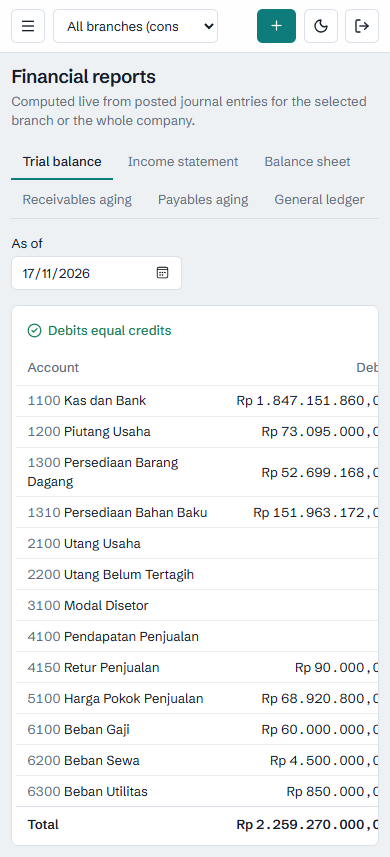 All branches (cons
Financial reports
Computed live from posted journal entries for the selected
branch or the whole company.
Trial balance Income statement Balance sheet
Receivables aging Payables aging General ledger
As of
17/11/2026
Debits equal credits
Account Deb
1100 Kas dan Bank Rp 1.847.151.860,0
1200 Piutang Usaha Rp 73.095.000,0
1300 Persediaan Barang
Dagang Rp 52.699.168,0
1310 Persediaan Bahan Baku Rp 151.963.172,0
2100 Utang Usaha
2200 Utang Belum Tertagih
3100 Modal Disetor
4100 Pendapatan Penjualan
4150 Retur Penjualan Rp 90.000,0
5100 Harga Pokok Penjualan Rp 68.920.800,0
6100 Beban Gaji Rp 60.000.000,0
6200 Beban Sewa Rp 4.500.000,0
6300 Beban Utilitas Rp 850.000,0
Total Rp 2.259.270.000,0